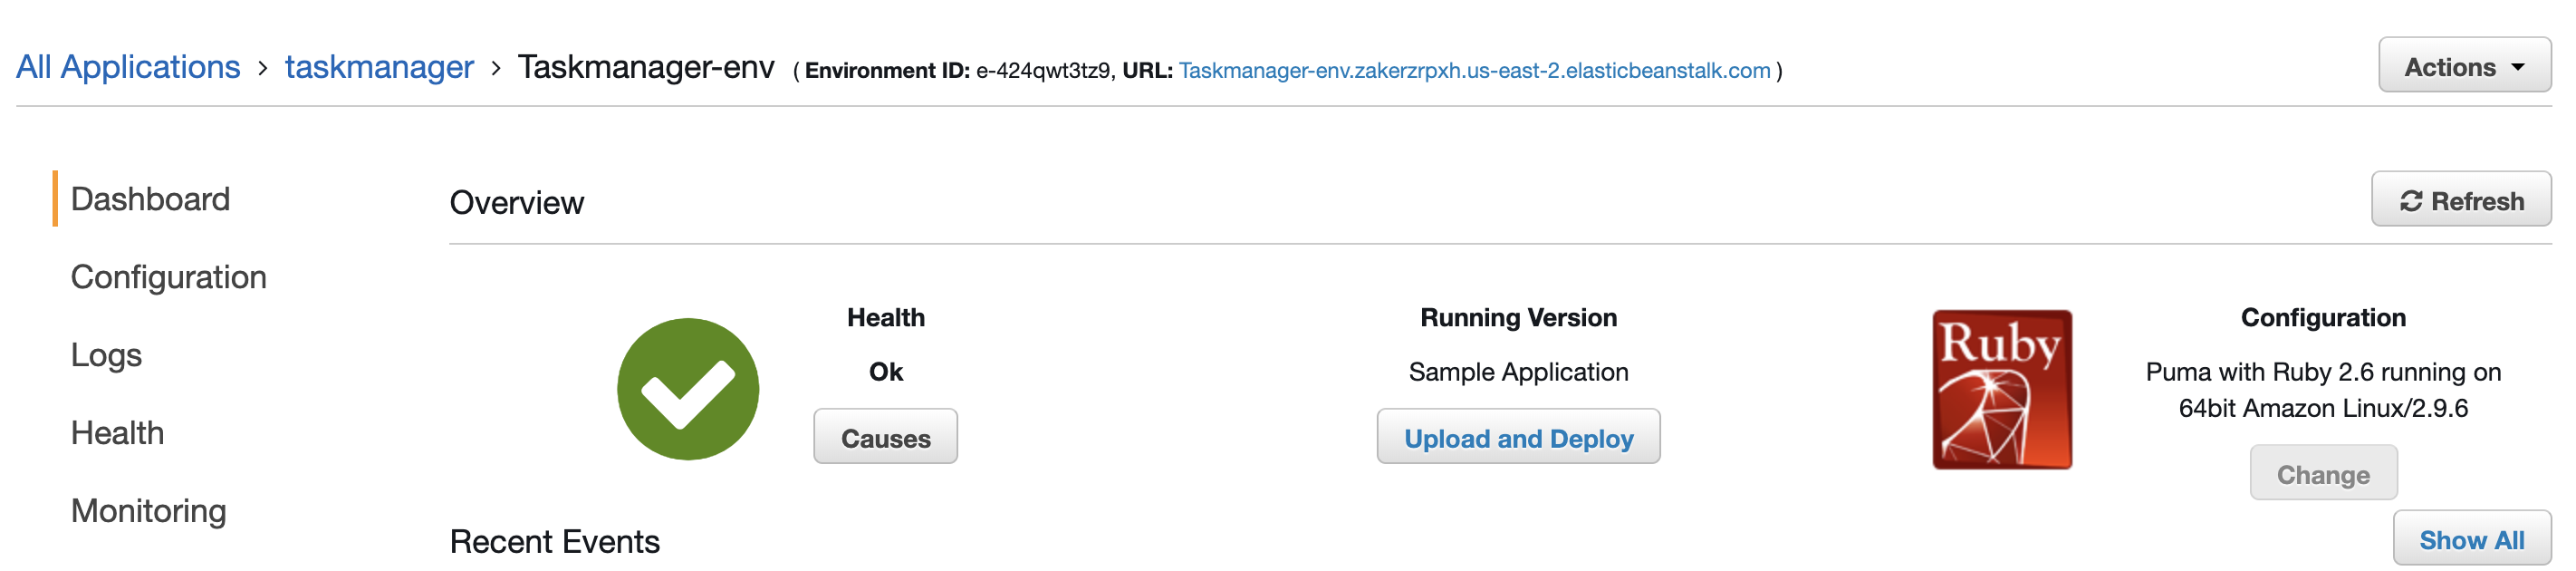 All Applications › taskmanager › Taskmanager-env ( Environment ID: e-424qwt3tz9, URL: Taskmanager-env.zakerzrpxh.us-east-2.elasticbeanstalk.com )
Actions
Dashboard
Configuration
Logs
Health
Monitoring
Overview
Refresh
Health
Ok
Causes
Running Version
Sample Application
Upload and Deploy
Ruby
Configuration
Puma with Ruby 2.6 running on
64bit Amazon Linux/2.9.6
Change
Recent Events
Show All